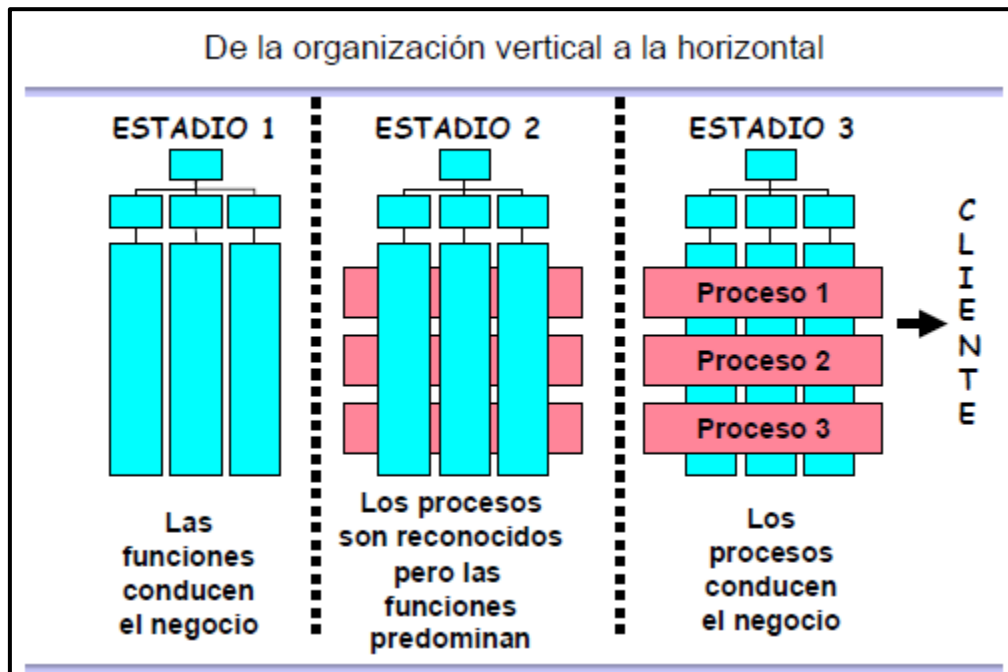 De la organización vertical a la horizontal
ESTADIO 1
Las
funciones
conducen
el negocio
ESTADIO 2
Los procesos
son reconocidos
pero las
funciones
predominan
ESTADIO 3
Proceso 1
Proceso 2
Proceso 3
Los
procesos
conducen
el negocio
CLIENTE